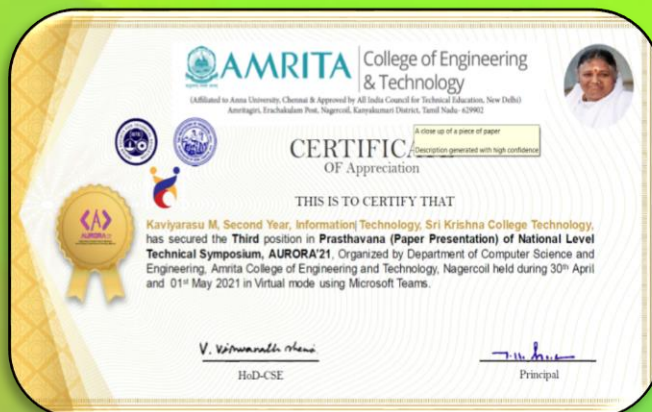 AMRITA
College of Engineering
& Technology
(Affiliated to Anna University, Chennai & Approved by All India Council for Technical Education, New Delhi)
Amritagiri, Erachakulam Post, Nagercoil, Kanyakumari District, Tamil Nadu- 629902
A close up of a piece of paper
Description generated with high confidence
CERTIFICATE
OF Appreciation
THIS IS TO CERTIFY THAT
<A>
AURORA'21
Kaviyarasu M, Second Year, Information Technology, Sri Krishna College Technology,
has secured the Third position in Prasthavana (Paper Presentation) of National Level
Technical Symposium, AURORA'21, Organized by Department of Computer Science and
Engineering, Amrita College of Engineering and Technology, Nagercoil held during 30th April
and 01st May 2021 in Virtual mode using Microsoft Teams.
HoD-CSE
Principal